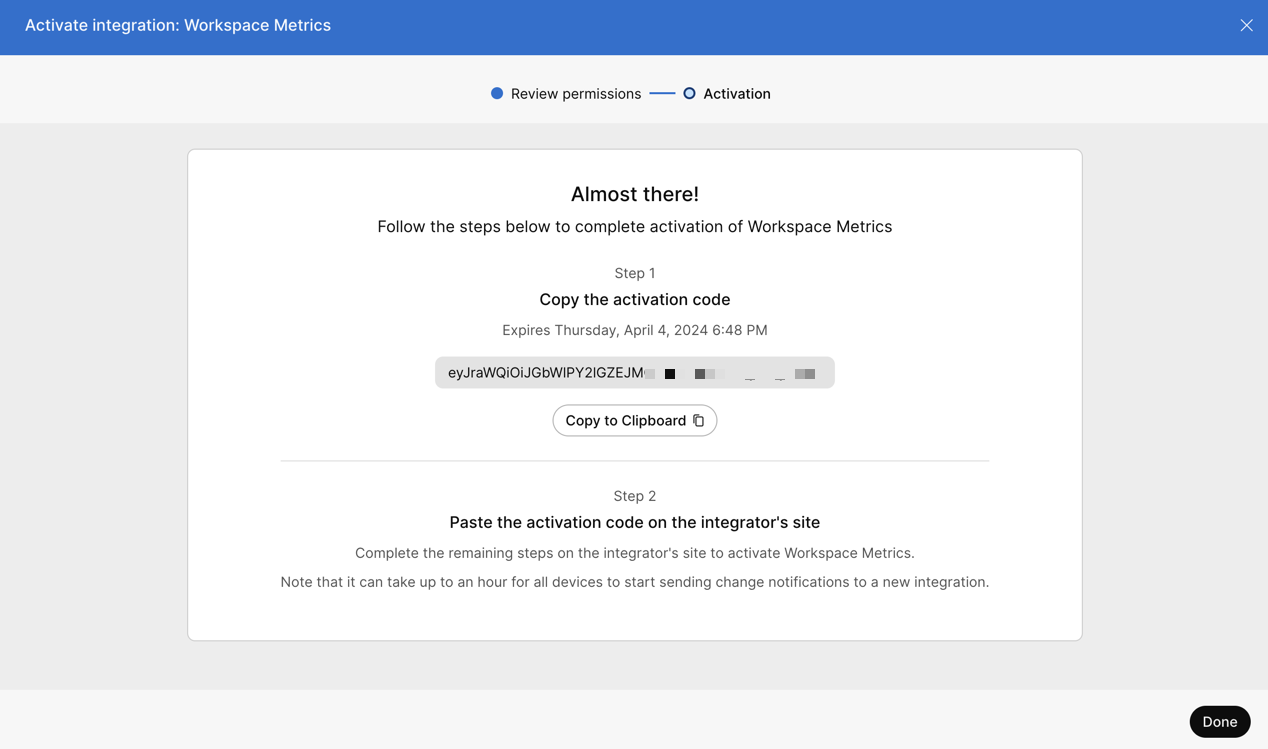 Activate integration: Workspace Metrics
Review permissions
Activation
Almost there!
Follow the steps below to complete activation of Workspace Metrics
Step 1
Copy the activation code
Expires Thursday, April 4, 2024 6:48 PM
Copy to Clipboard
Step 2
Paste the activation code on the integrator's site
Complete the remaining steps on the integrator's site to activate Workspace Metrics.
Note that it can take up to an hour for all devices to start sending change notifications to a new integration.
Done